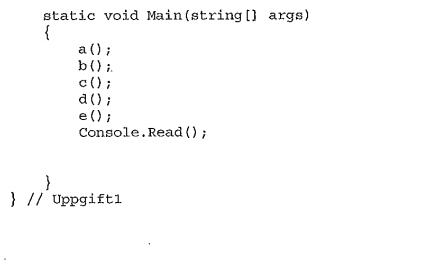 static void Main(string[] args)
{
a();
b();
c();
d();
e();
Console.Read();
}
} // Uppgift1